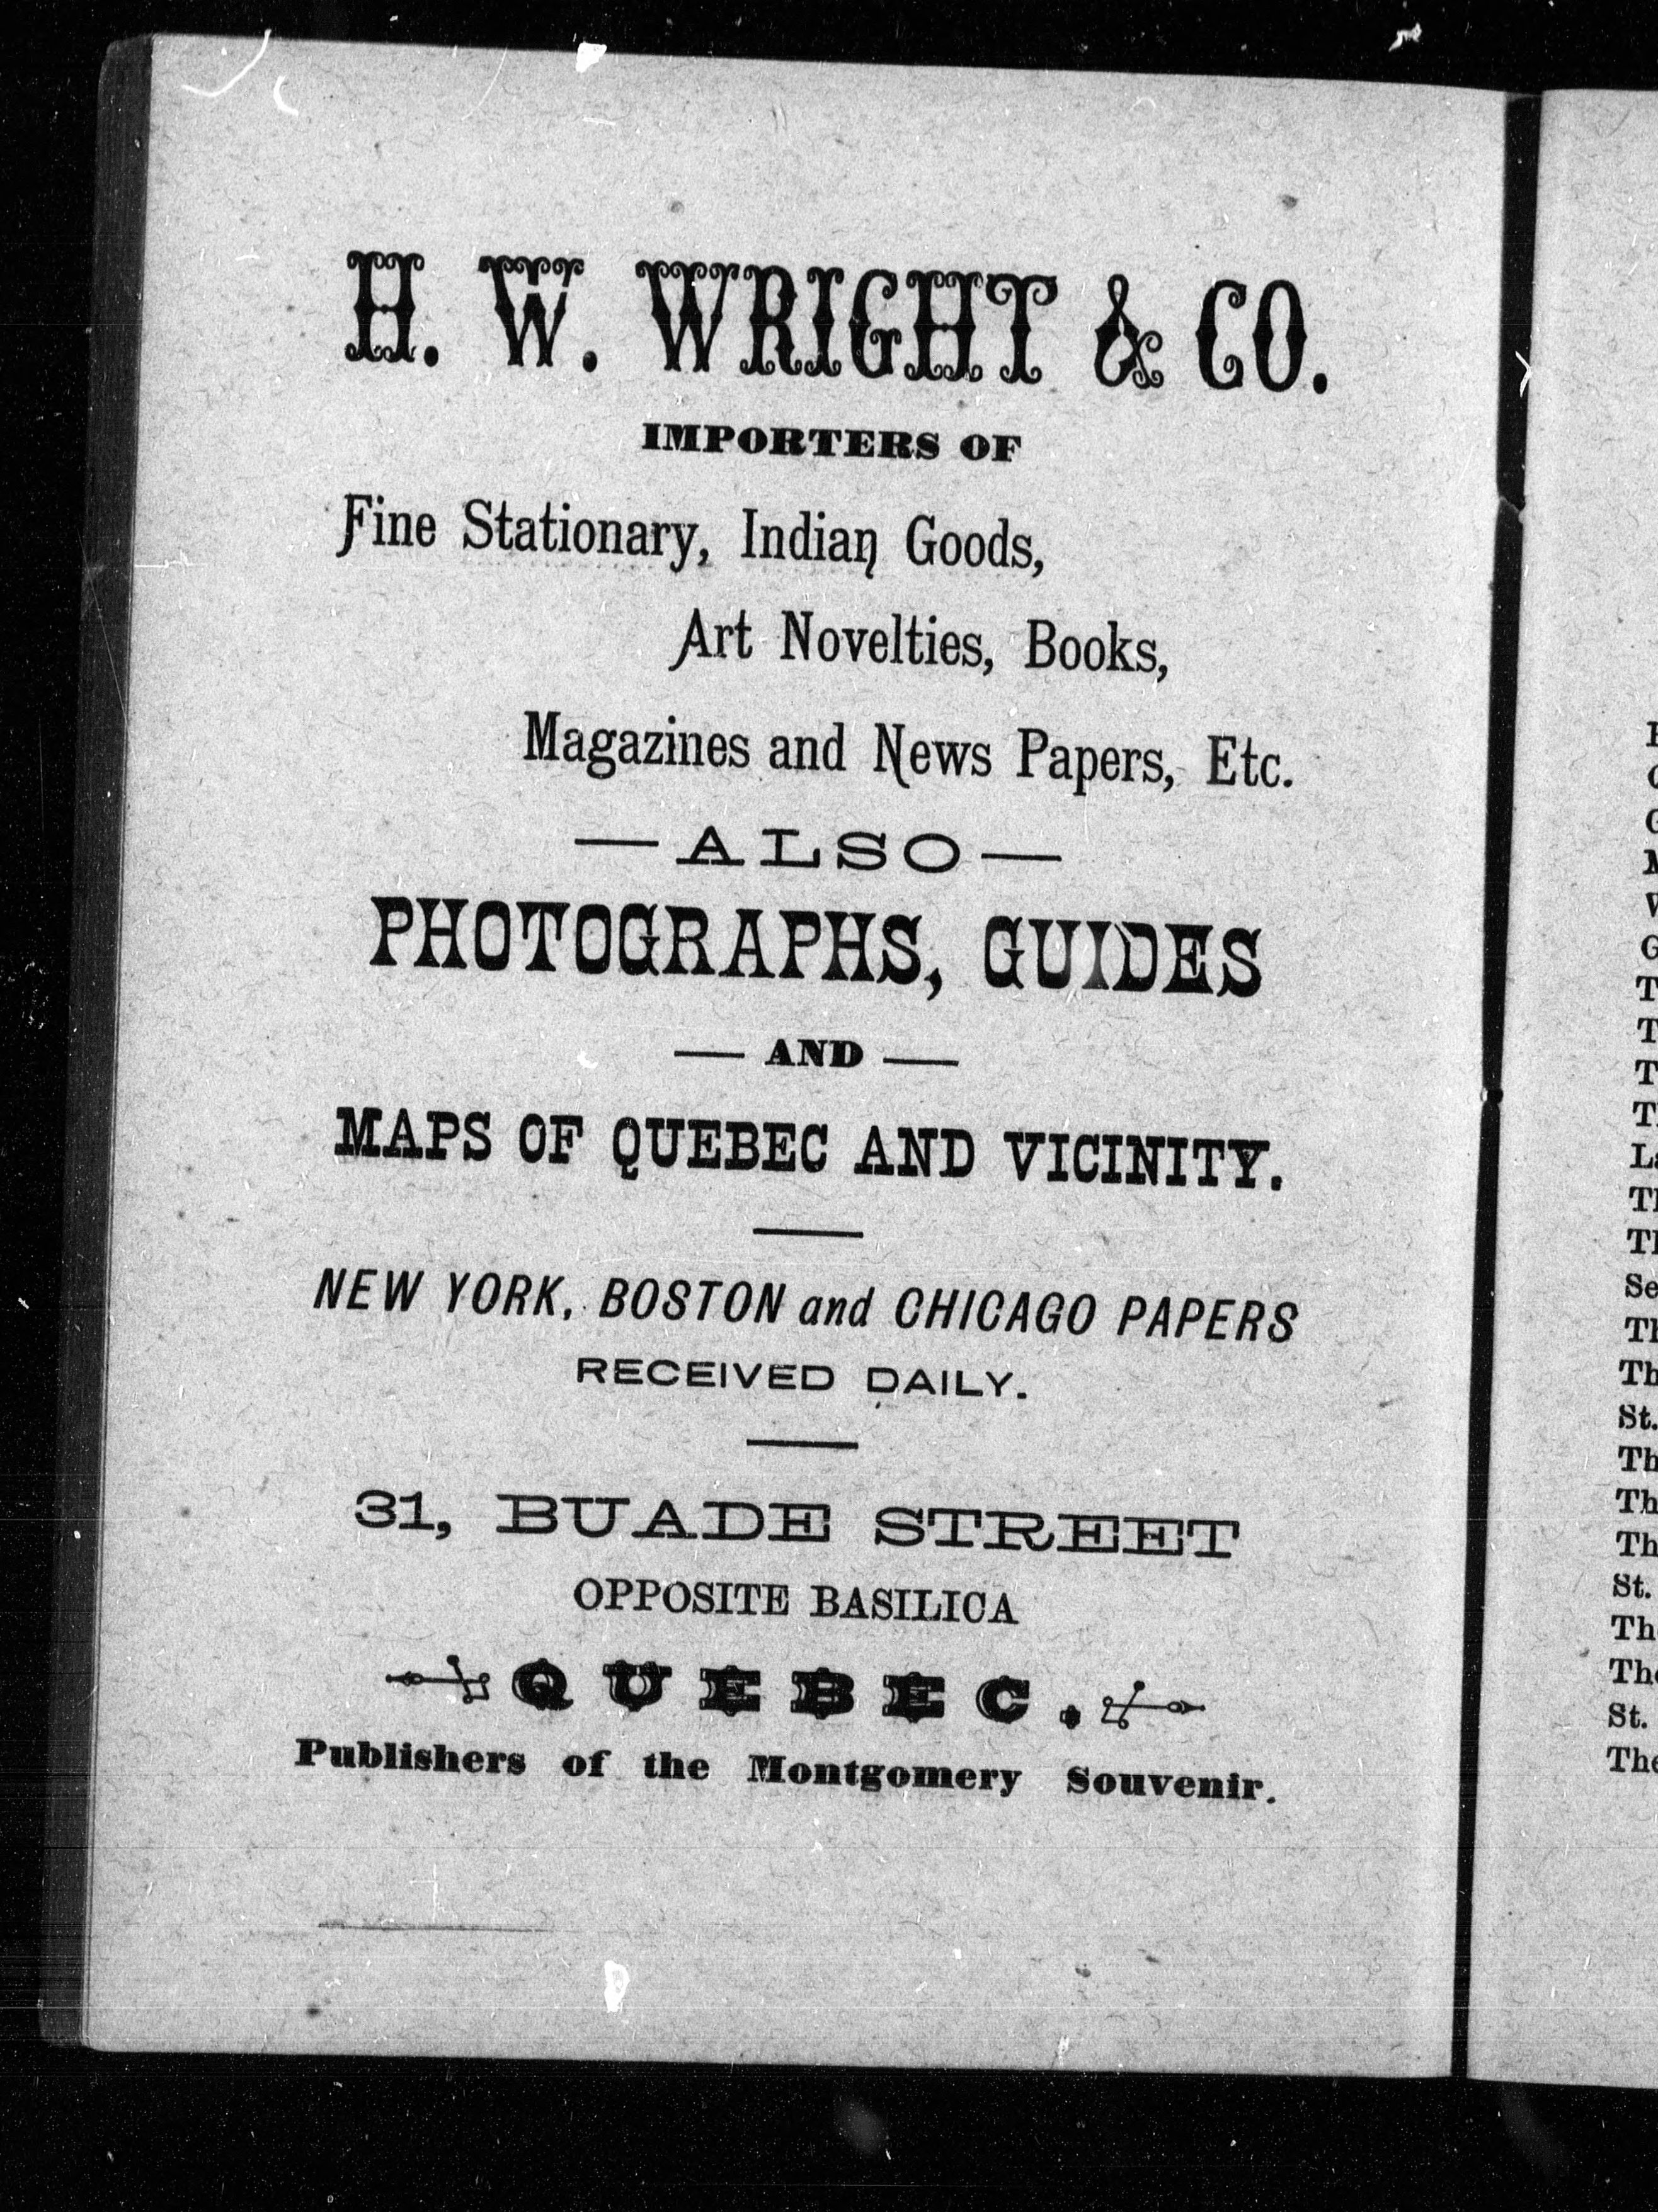 H. W. WRIGHT & CO.
IMPORTERS OF
Fine Stationary, Indian Goods,
Art Novelties, Books,
Magazines and News Papers, Etc.
— ALSO —
PHOTOGRAPHS, GUIDES
— AND —
MAPS OF QUEBEC AND VICINITY.
NEW YORK, BOSTON and CHICAGO PAPERS
RECEIVED DAILY.
31, BUADE STREET
OPPOSITE BASILICA
QUEBEC.
Publishers of the Montgomery Souvenir.